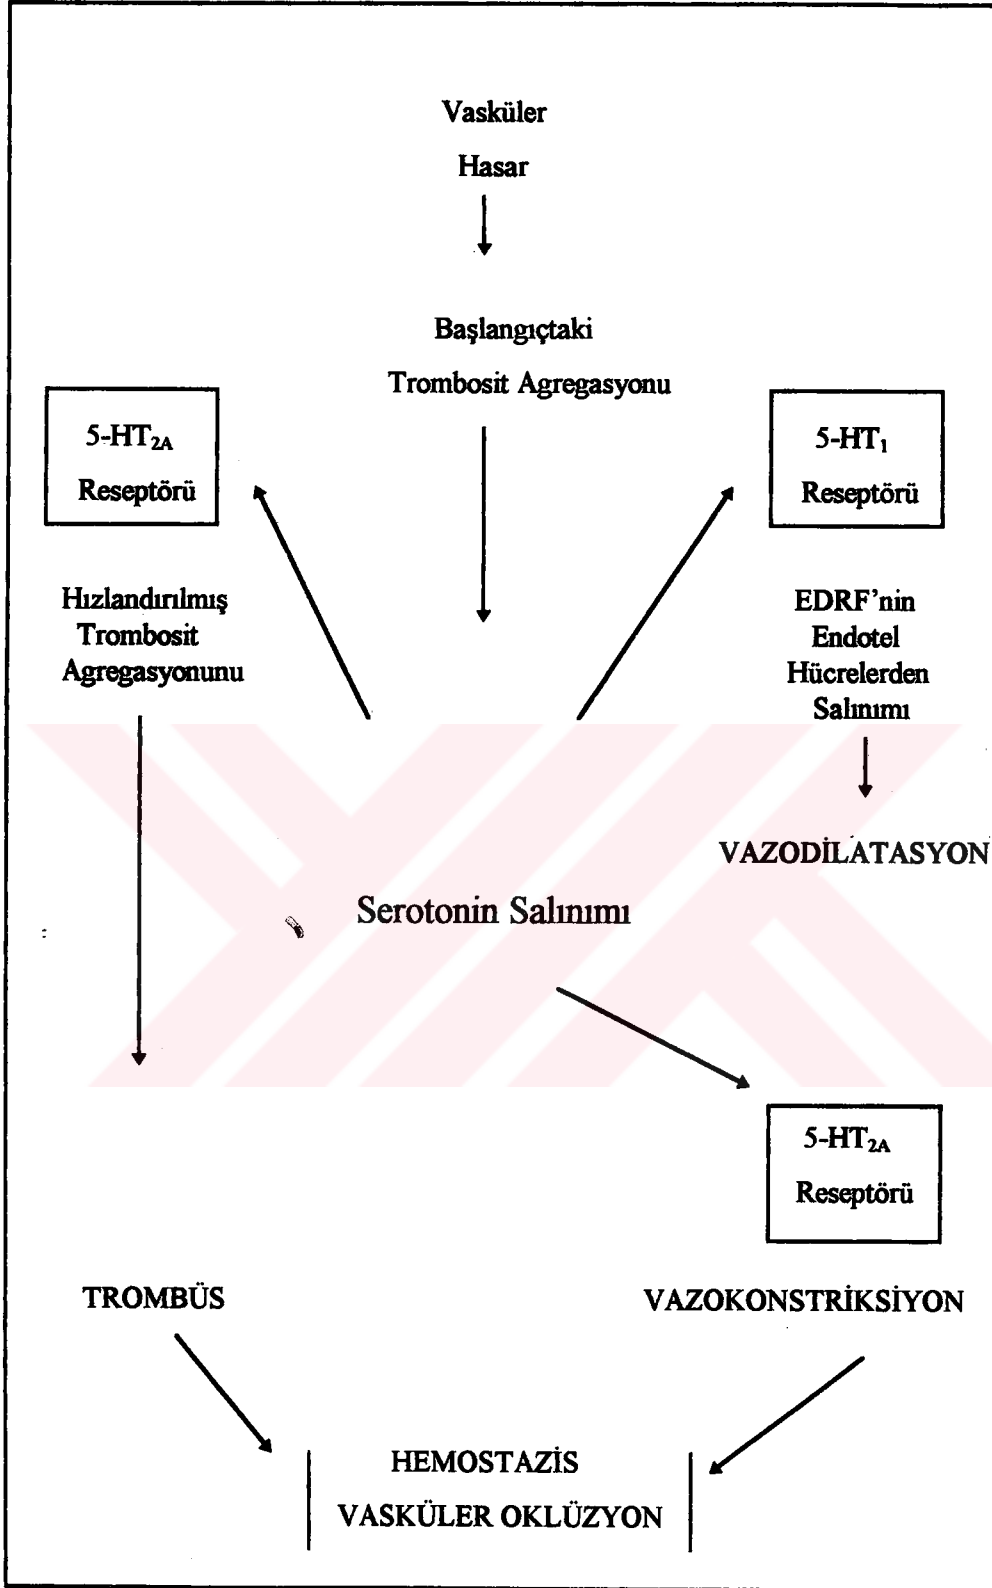 Vasküler
Hasar
Başlangıçtaki
Trombosit Agregasyonu
5-HT₂A
Reseptörü
5-HT₁
Reseptörü
Hızlandırılmış
Trombosit
Agregasyonunu
EDRF'nin
Endotel
Hücrelerden
Salınımı
VAZODİLATASYON
Serotonin Salınımı
5-HT₂A
Reseptörü
TROMBÜS
VAZOKONSTRİKSİYON
HEMOSTAZİS
VASKÜLER OKLÜZYON